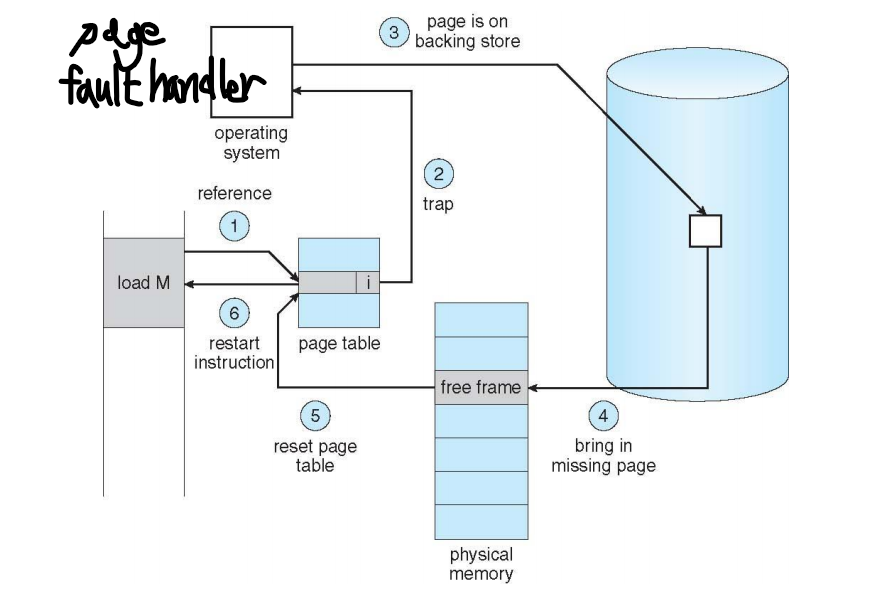 page
fault handler
operating
system
3
page is on
backing store
2
trap
reference
1
load M
i
6
restart
instruction
page table
free frame
5
reset page
table
4
bring in
missing page
physical
memory